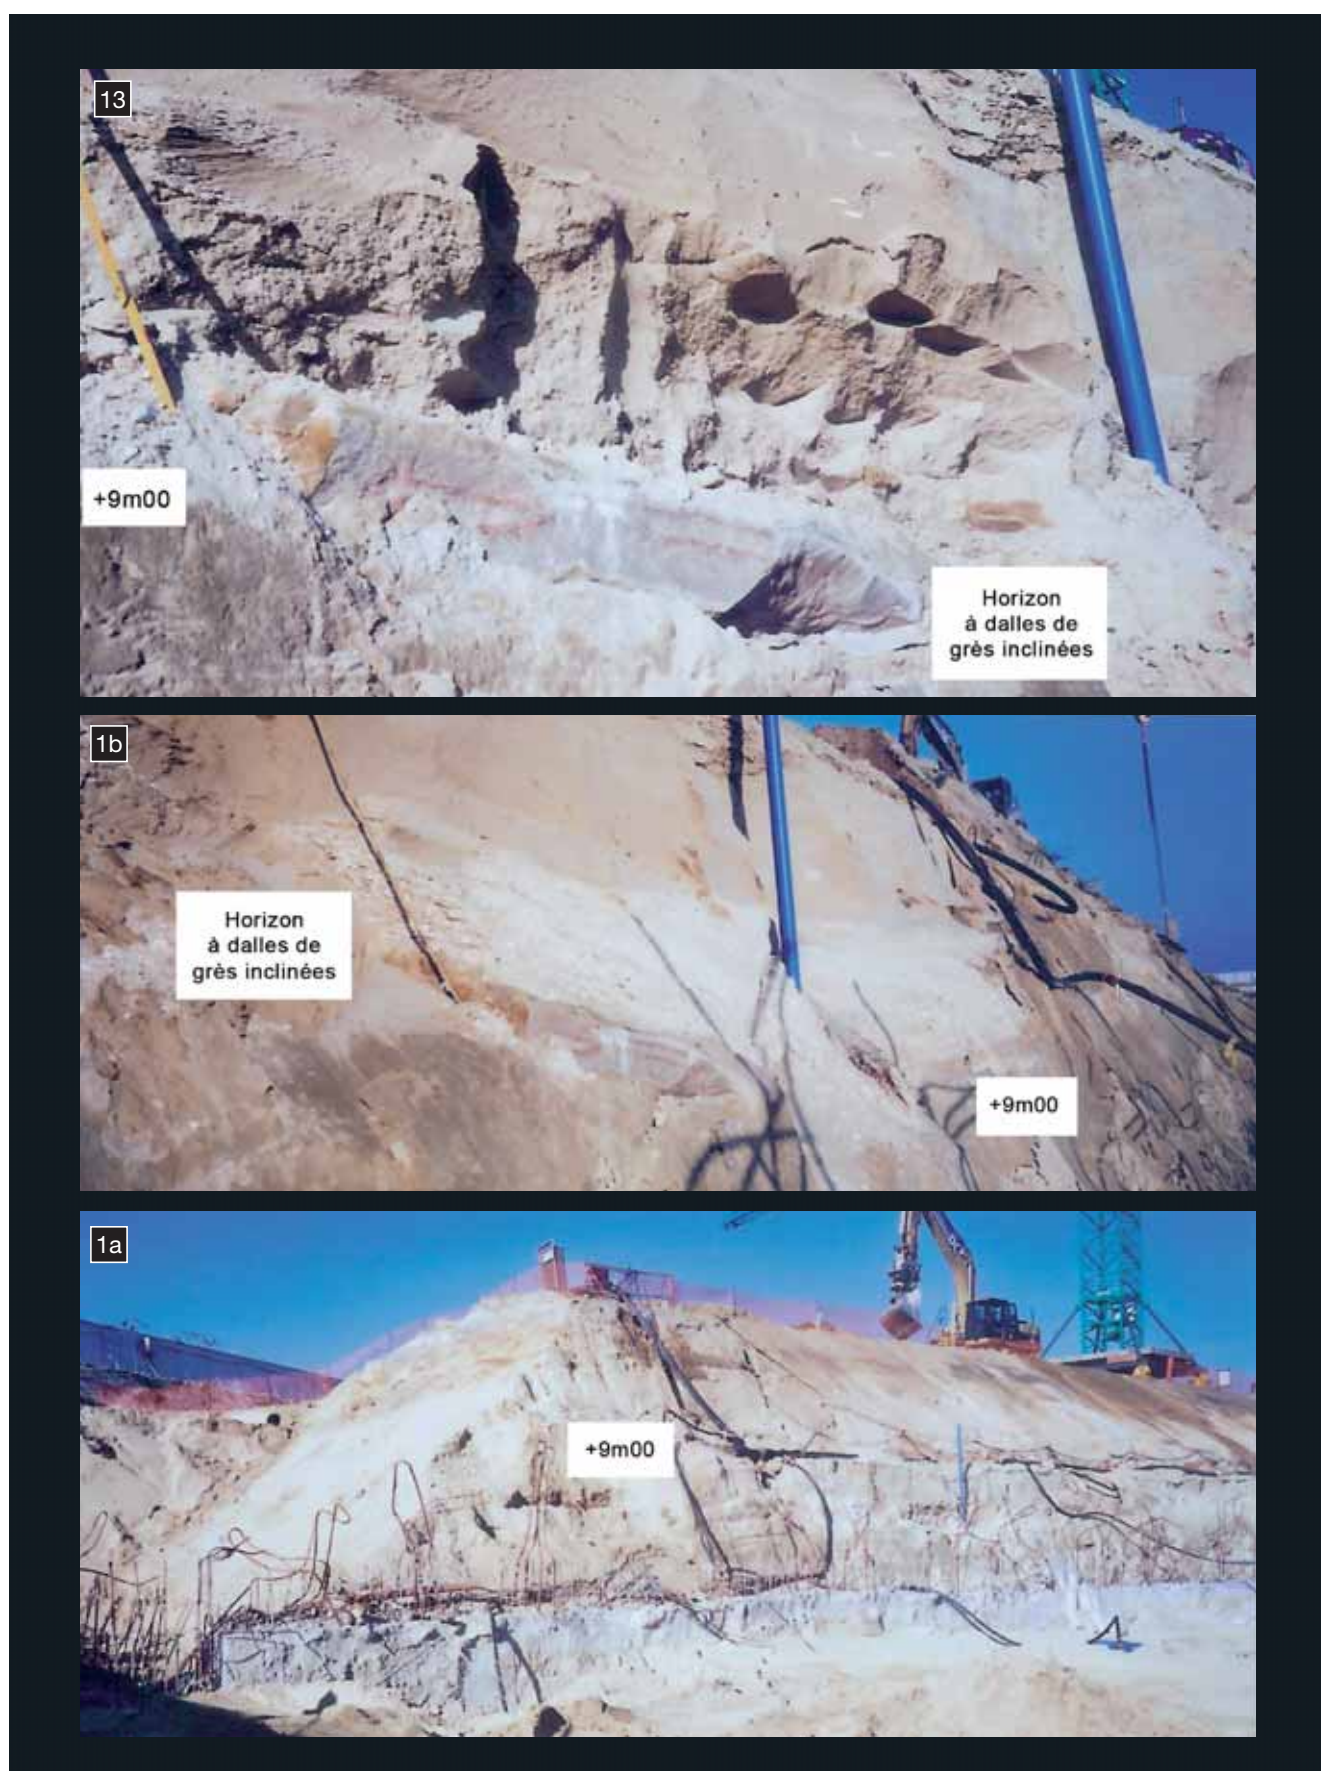 13
+9m00
Horizon
à dalles de
grès inclinées
1b
Horizon
à dalles de
grès inclinées
+9m00
1a
+9m00